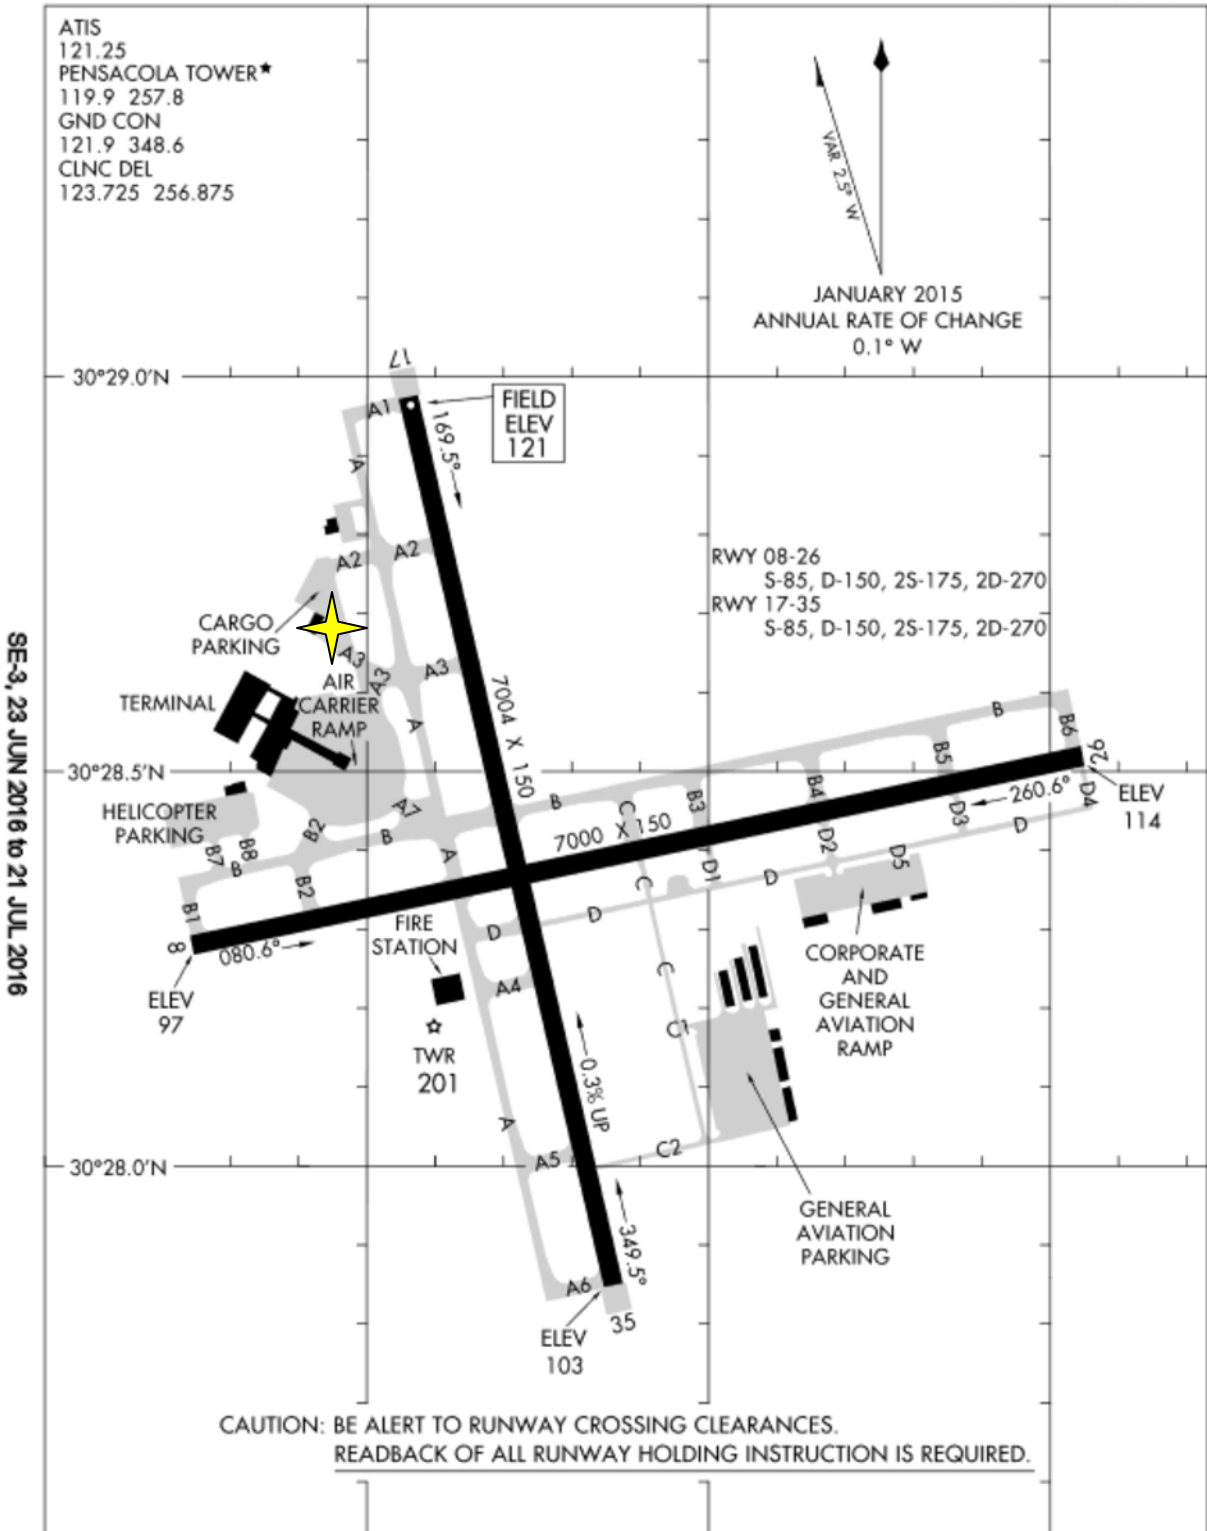 ATIS
121.25
PENSACOLA TOWER★
119.9 257.8
GND CON
121.9 348.6
CLNC DEL
123.725 256.875
VAR 2.5° W
JANUARY 2015
ANNUAL RATE OF CHANGE
0.1° W
17
30°29.0'N
A1
FIELD
ELEV
121
169.5°
A
A2
A2
RWY 08-26
S-85, D-150, 2S-175, 2D-270
RWY 17-35
S-85, D-150, 2S-175, 2D-270
CARGO
PARKING
A3
A3
A3
SE-3, 23 JUN 2016 to 21 JUL 2016
TERMINAL
AIR
CARRIER
RAMP
A
7004 X 150
B
B6
26
B5
30°28.5'N
HELICOPTER
PARKING
A7
B
C
B3
B4
260.6°
D4
ELEV
114
B2
B
A
7000 X 150
D3
D
D2
B7
B8
B
B2
C
D1
D
D5
B1
8
080.6°
D
D
FIRE
STATION
ELEV
97
A4
C
CORPORATE
AND
GENERAL
AVIATION
RAMP
TWR
201
C1
0.3% UP
A
A5
C2
30°28.0'N
GENERAL
AVIATION
PARKING
349.5°
A6
35
ELEV
103
CAUTION: BE ALERT TO RUNWAY CROSSING CLEARANCES.
READBACK OF ALL RUNWAY HOLDING INSTRUCTION IS REQUIRED.